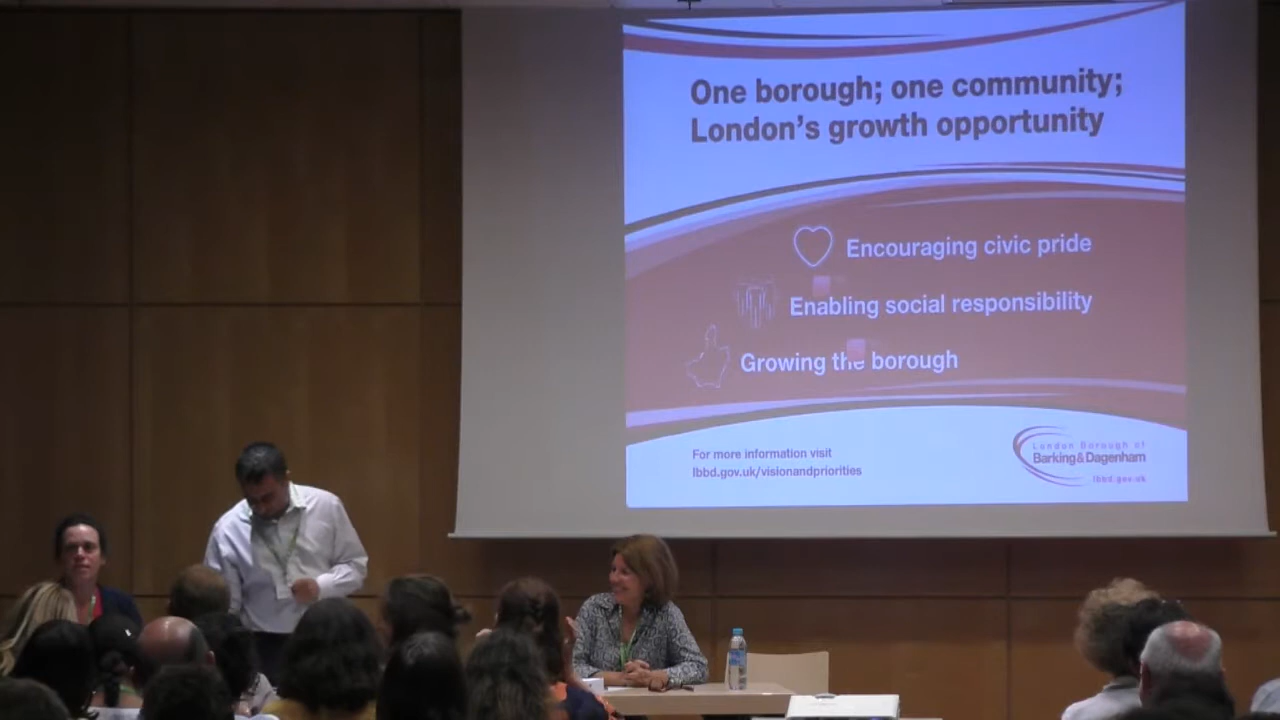 One borough; one community;
London's growth opportunity
Encouraging civic pride
Enabling social responsibility
Growing the borough
For more information visit
lbbd.gov.uk/visionandpriorities
London Borough of
Barking&Dagenham
lbbd.gov.uk